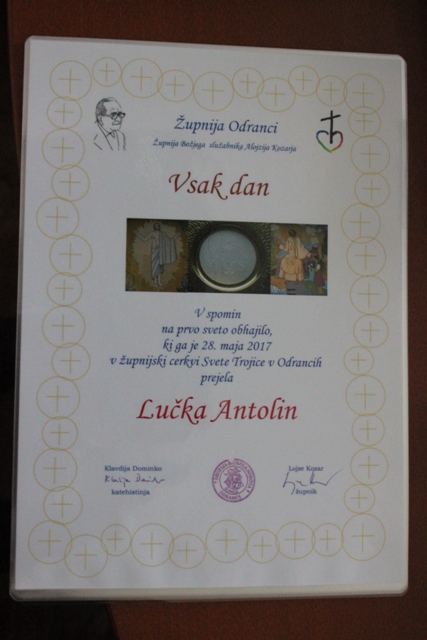 Župnija Odranci
Župnija Božjega služabnika Alojzija Kozarja
Vsak dan
V spomin
na prvo sveto obhajilo,
ki ga je 28. maja 2017
v župnijski cerkvi Svete Trojice v Odrancih
prejela
Lučka Antolin
Klavdija Dominko
katehistinja
Lojze Kozar
župnik